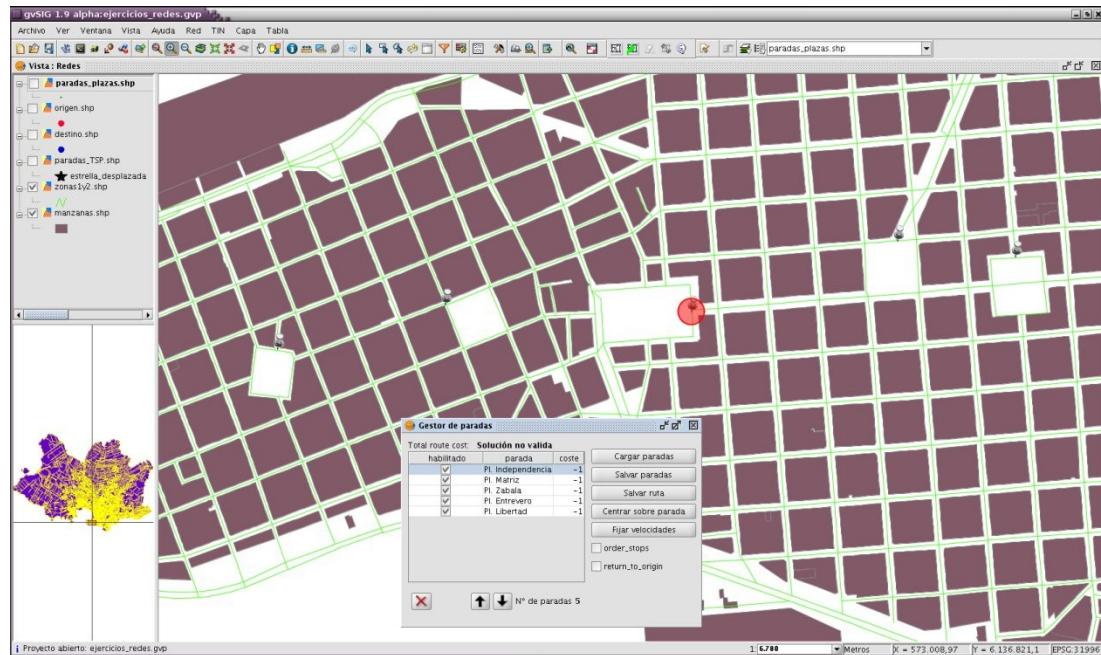 gvSIG 1.9 alpha:ejercicios_redes.gvp
Archivo Ver Ventana Vista Ayuda Red TIN Capa Tabla
paradas_plazas.shp
Vista : Redes
paradas_plazas.shp
origen.shp
destino.shp
paradas_TSP.shp
estrella_desplazada
zonas1y2.shp
manzanas.shp
Gestor de paradas
Total route cost: Solución no valida
habilitado parada coste
Pl. Independencia -1
Pl. Matriz -1
Pl. Zabala -1
Pl. Entrevero -1
Pl. Libertad -1
Cargar paradas
Salvar paradas
Salvar ruta
Centrar sobre parada
Fijar velocidades
order_stops
return_to_origin
Nº de paradas 5
Proyecto abierto: ejercicios_redes.gvp
1: 6.780 Metros X = 573.008,97 Y = 6.136.821,1 EPSG:31996